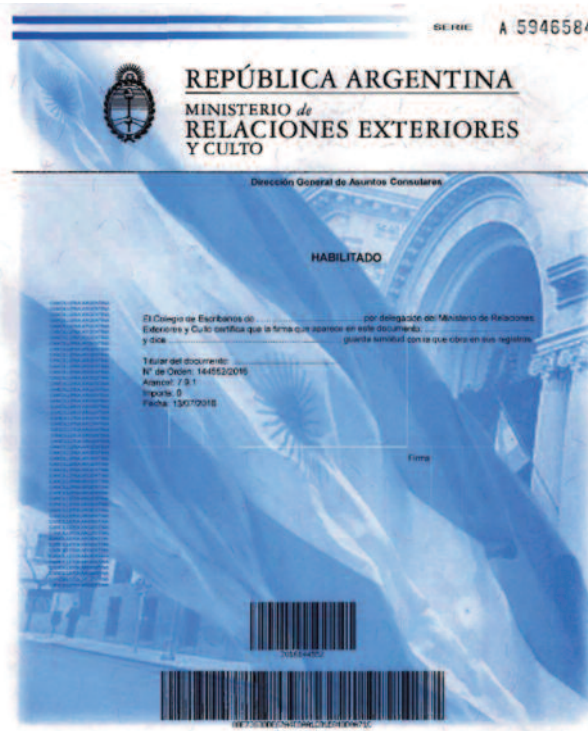 SERIE A 5946584
REPÚBLICA ARGENTINA
MINISTERIO de
RELACIONES EXTERIORES
Y CULTO
Dirección General de Asuntos Consulares
HABILITADO
El Colegio de Escribanos de ........................ por delegación del Ministerio de Relaciones
Exteriores y Culto certifica que la firma que aparece en este documento ........................
y dice ........................ guarda similitud con la que obra en sus registros
Titular del documento: ........................
N° de Orden: 144552/2016
Arancel: 7.9.1
Importe: 0
Fecha: 13/07/2016
Firma